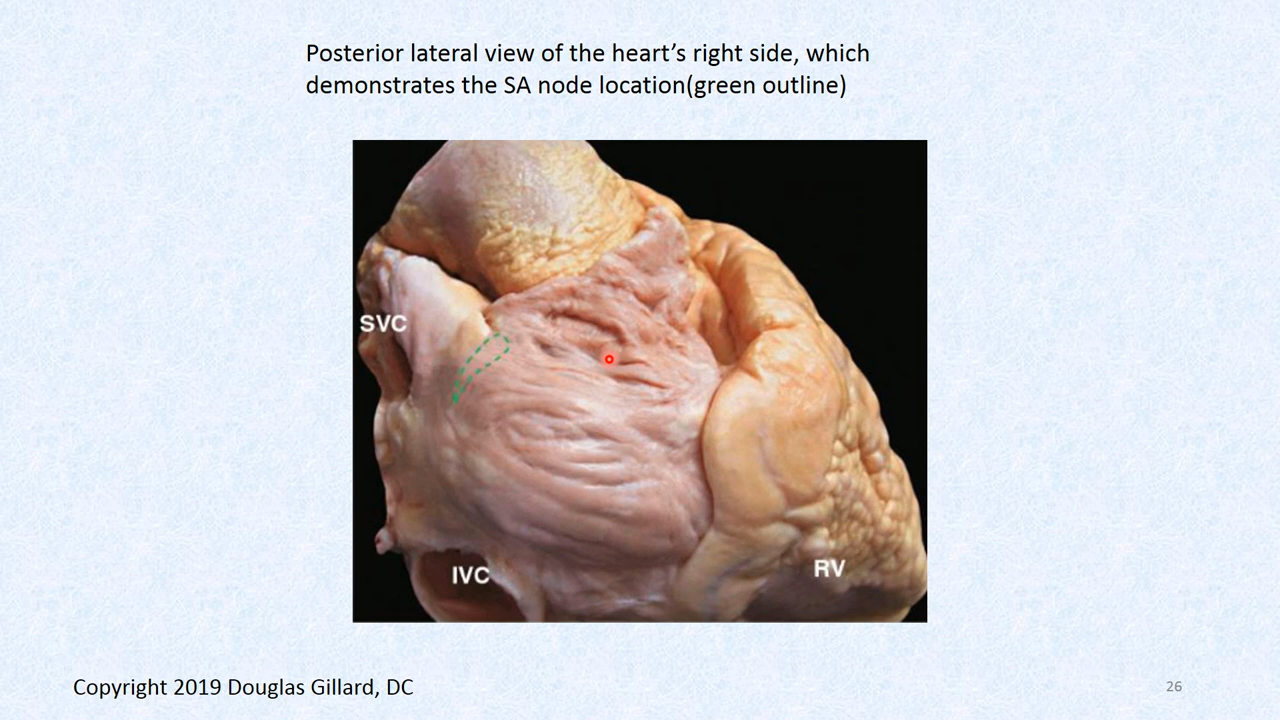 Posterior lateral view of the heart’s right side, which
demonstrates the SA node location(green outline)
SVC
IVC
RV
Copyright 2019 Douglas Gillard, DC
26